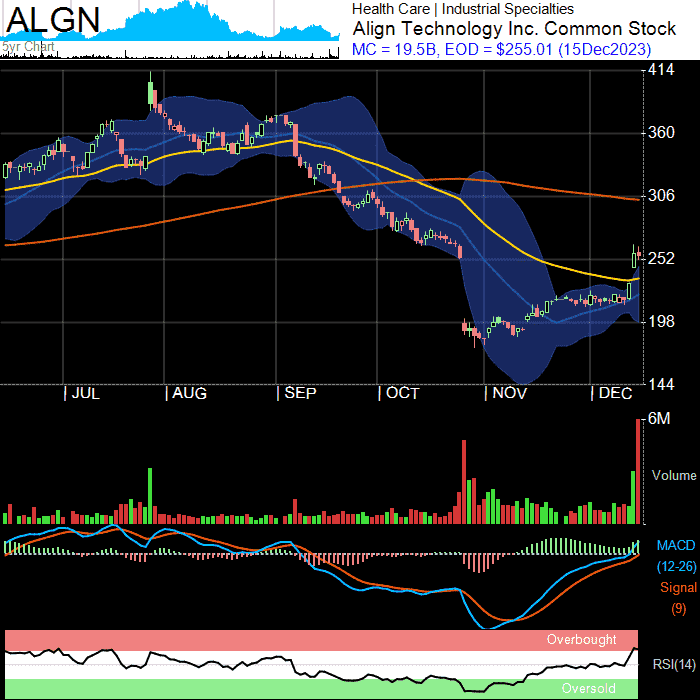 ALGN
5yr Chart
Health Care | Industrial Specialties
Align Technology Inc. Common Stock
MC = 19.5B, EOD = $255.01 (15Dec2023)
414
360
306
252
198
144
| JUL
| AUG
| SEP
| OCT
| NOV
| DEC
6M
Volume
MACD
(12-26)
Signal
(9)
Overbought
RSI(14)
Oversold